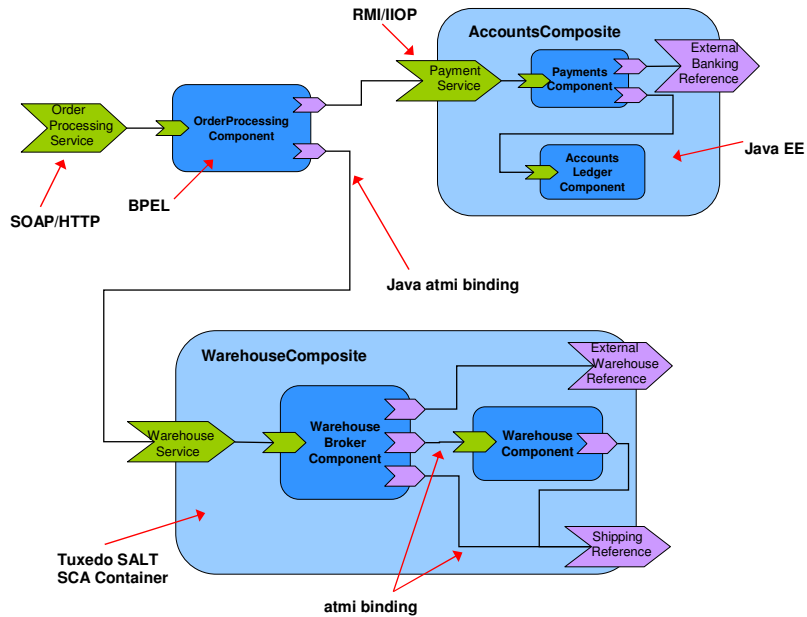 RMI/IIOP
AccountsComposite
External
Banking
Reference
Payment
Service
Payments
Component
Order
Processing
Service
OrderProcessing
Component
Accounts
Ledger
Component
Java EE
SOAP/HTTP
BPEL
Java atmi binding
WarehouseComposite
External
Warehouse
Reference
Warehouse
Service
Warehouse
Broker
Component
Warehouse
Component
Shipping
Reference
Tuxedo SALT
SCA Container
atmi binding